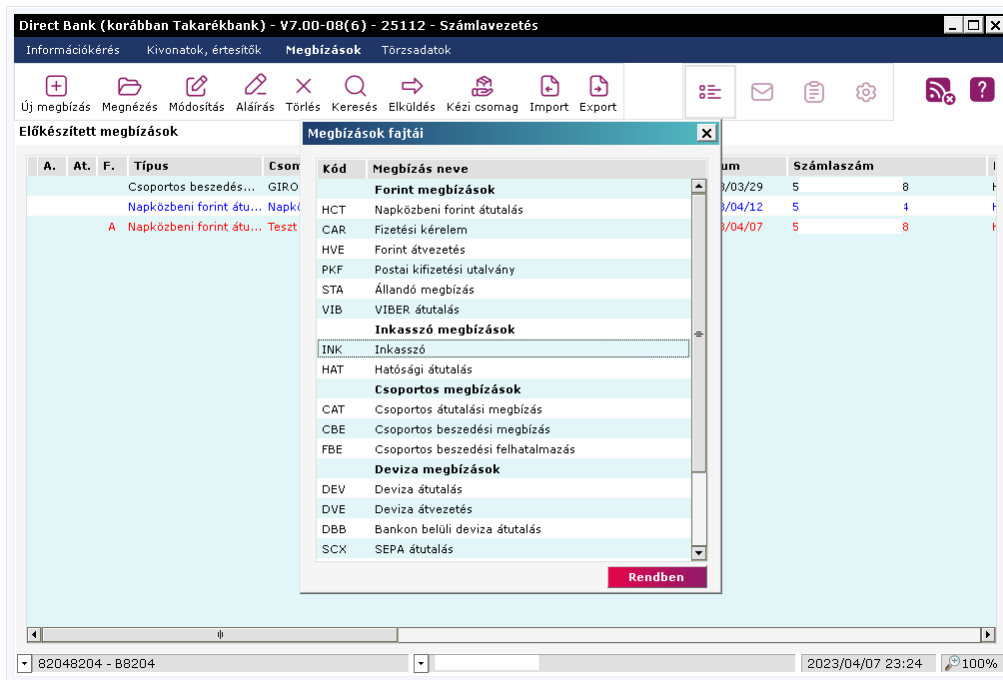 Direct Bank (korábban Takarékbank) - V7.00-08(6) - 25112 - Számlavezetés
Információkérés Kivonatok, értesítők Megbízások Törzsadatok
Új megbízás Megnézés Módosítás Aláírás Törlés Keresés Elküldés Kézi csomag Import Export
Előkészített megbízások
Megbízások fajtái
A. At. F. Típus Csom um Számlaszám
Csoportos beszedés... GIRO /03/29 5 8
Napközbeni forint átu... Napkö /04/12 5 4
A Napközbeni forint átu... Teszt /04/07 5 8
Kód Megbízás neve
Forint megbízások
HCT Napközbeni forint átutalás
CAR Fizetési kérelem
HVE Forint átvezetés
PKF Postai kifizetési utalvány
STA Állandó megbízás
VIB VIBER átutalás
Inkasszó megbízások
INK Inkasszó
HAT Hatósági átutalás
Csoportos megbízások
CAT Csoportos átutalási megbízás
CBE Csoportos beszedési megbízás
FBE Csoportos beszedési felhatalmazás
Deviza megbízások
DEV Deviza átutalás
DVE Deviza átvezetés
DBB Bankon belüli deviza átutalás
SCX SEPA átutalás
Rendben
82048204 - B8204 2023/04/07 23:24 100%